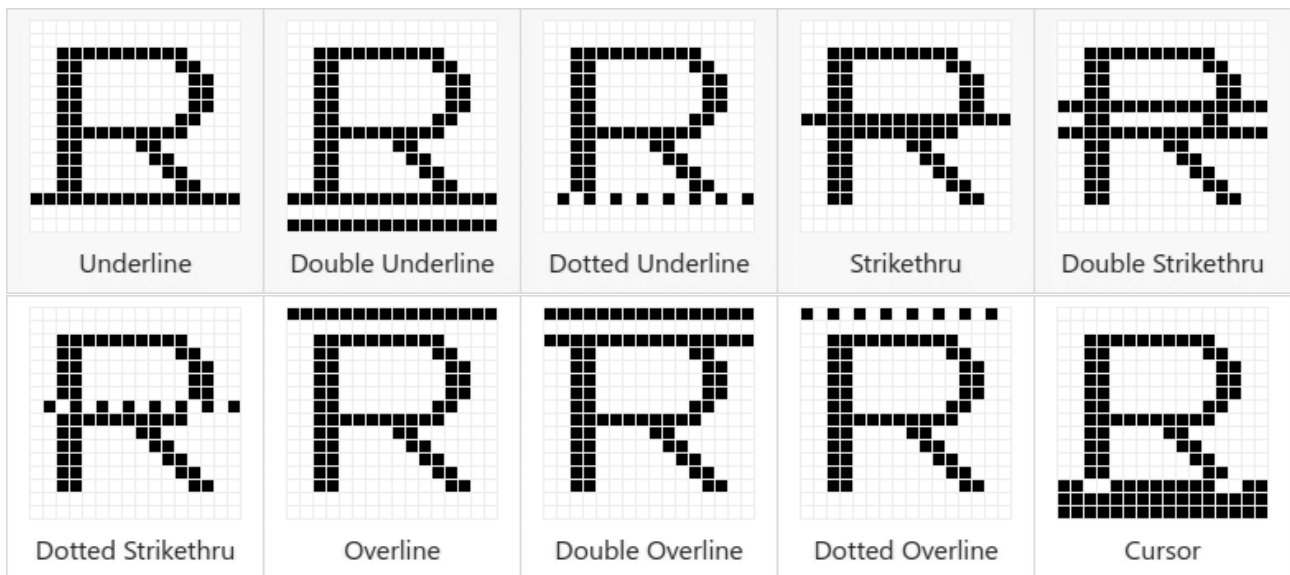 R R R R R
Underline Double Underline Dotted Underline Strikethru Double Strikethru
R R R R R
Dotted Strikethru Overline Double Overline Dotted Overline Cursor